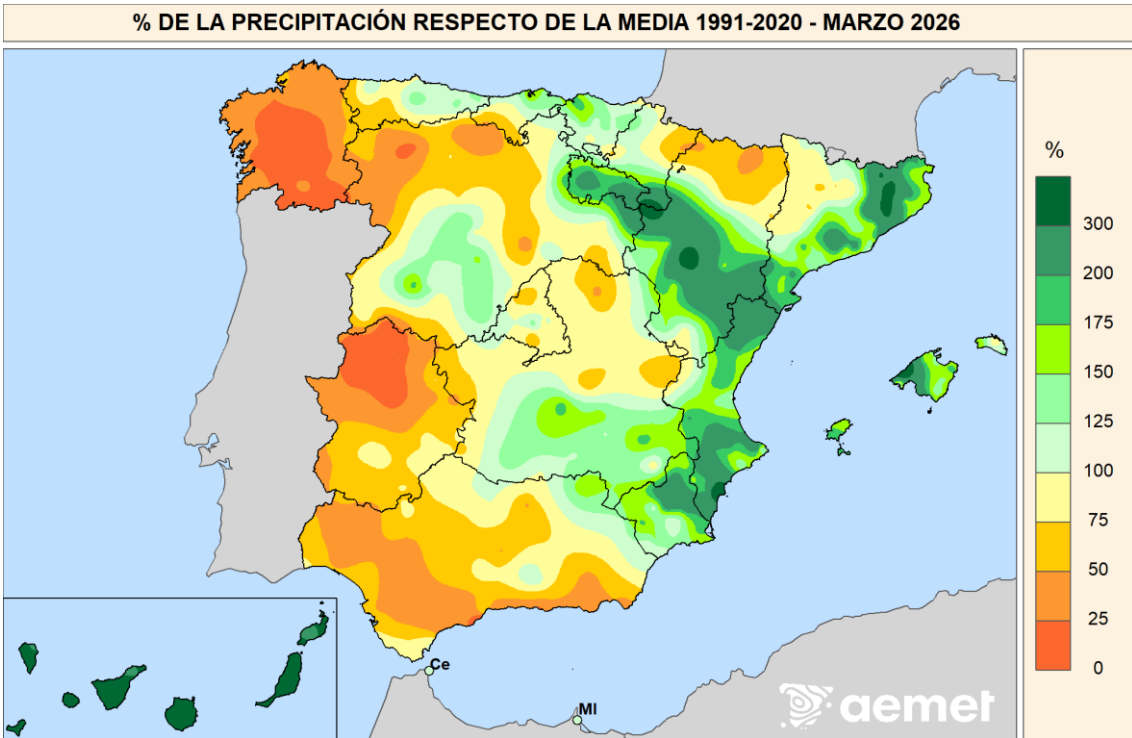 % DE LA PRECIPITACIÓN RESPECTO DE LA MEDIA 1991-2020 - MARZO 2026
%
300
200
175
150
125
100
75
50
25
0
Ce
Ml
aemet